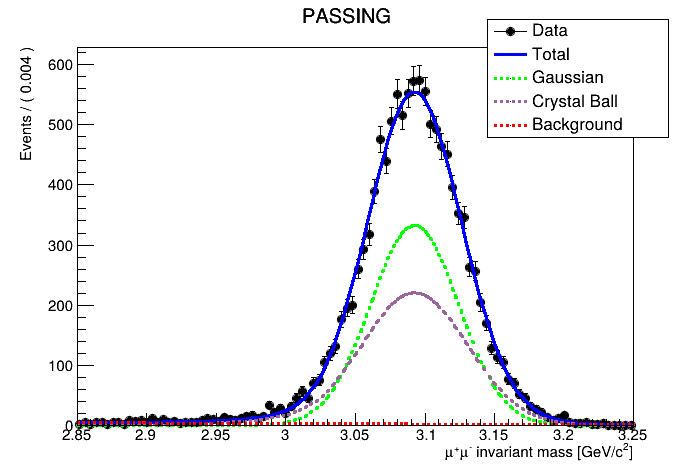 PASSING
Data
Total
Gaussian
Crystal Ball
Background
Events / ( 0.004 )
600
500
400
300
200
100
0
2.85 2.9 2.95 3 3.05 3.1 3.15 3.2 3.25
μ⁺μ⁻ invariant mass [GeV/c²]